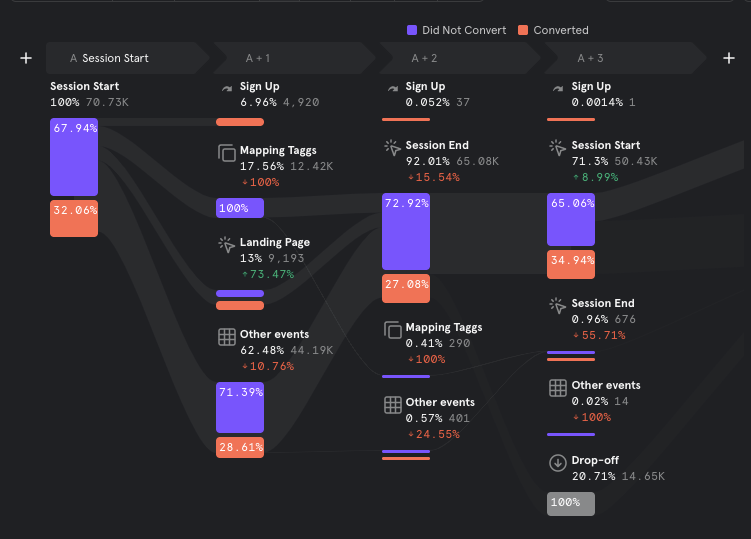 Did Not Convert Converted
A Session Start
A + 1
A + 2
A + 3
Session Start
100% 70.73K
67.94%
32.06%
Sign Up
6.96% 4,920
Mapping Taggs
17.56% 12.42K
↓100%
100%
Landing Page
13% 9,193
↑73.47%
Other events
62.48% 44.19K
↓10.76%
71.39%
28.61%
Sign Up
0.052% 37
Session End
92.01% 65.08K
↓15.54%
72.92%
27.08%
Mapping Taggs
0.41% 290
↓100%
Other events
0.57% 401
↓24.55%
Sign Up
0.0014% 1
Session Start
71.3% 50.43K
↑8.99%
65.06%
34.94%
Session End
0.96% 676
↓55.71%
Other events
0.02% 14
↓100%
Drop-off
20.71% 14.65K
100%